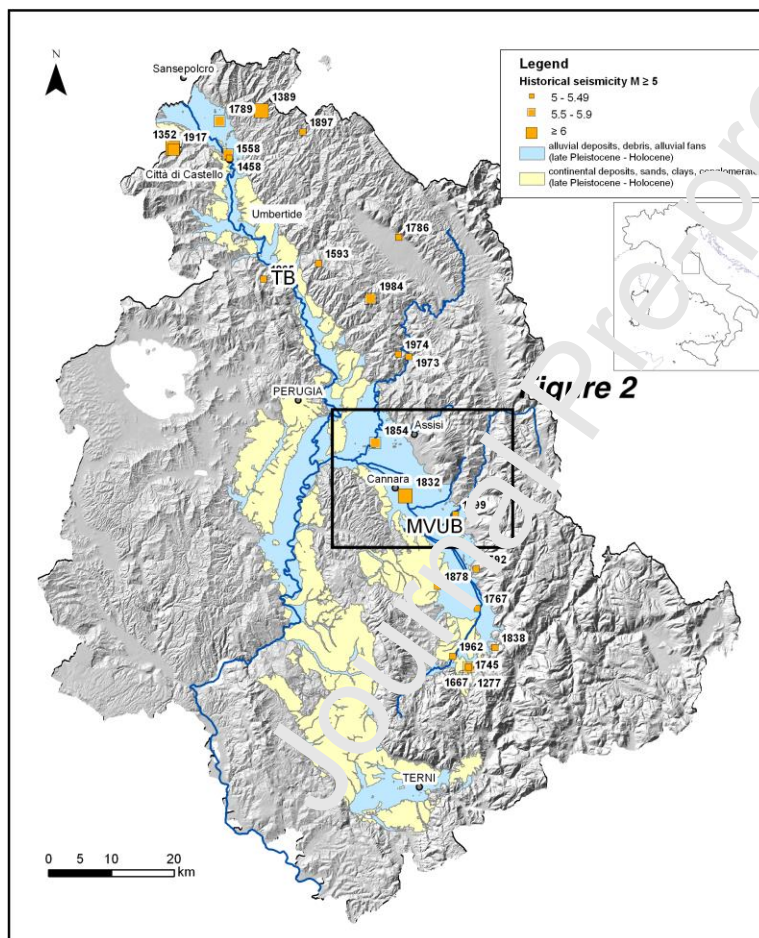 N
Sansepolcro
Legend
Historical seismicity M ≥ 5
5 - 5.49
5.5 - 5.9
≥ 6
alluvial deposits, debris, alluvial fans
(late Pleistocene - Holocene)
continental deposits, sands, clays, conglomerate
(late Pleistocene - Holocene)
1389
1789
1897
1352
1917
1558
1458
Città di Castello
Umbertide
1786
1593
TB
1984
1974
1973
Figure 2
PERUGIA
Assisi
1854
Cannara
1832
MVUB
1878
1767
1838
1962
1745
1667
1277
TERNI
0 5 10 20
km
Journal Pre-pr